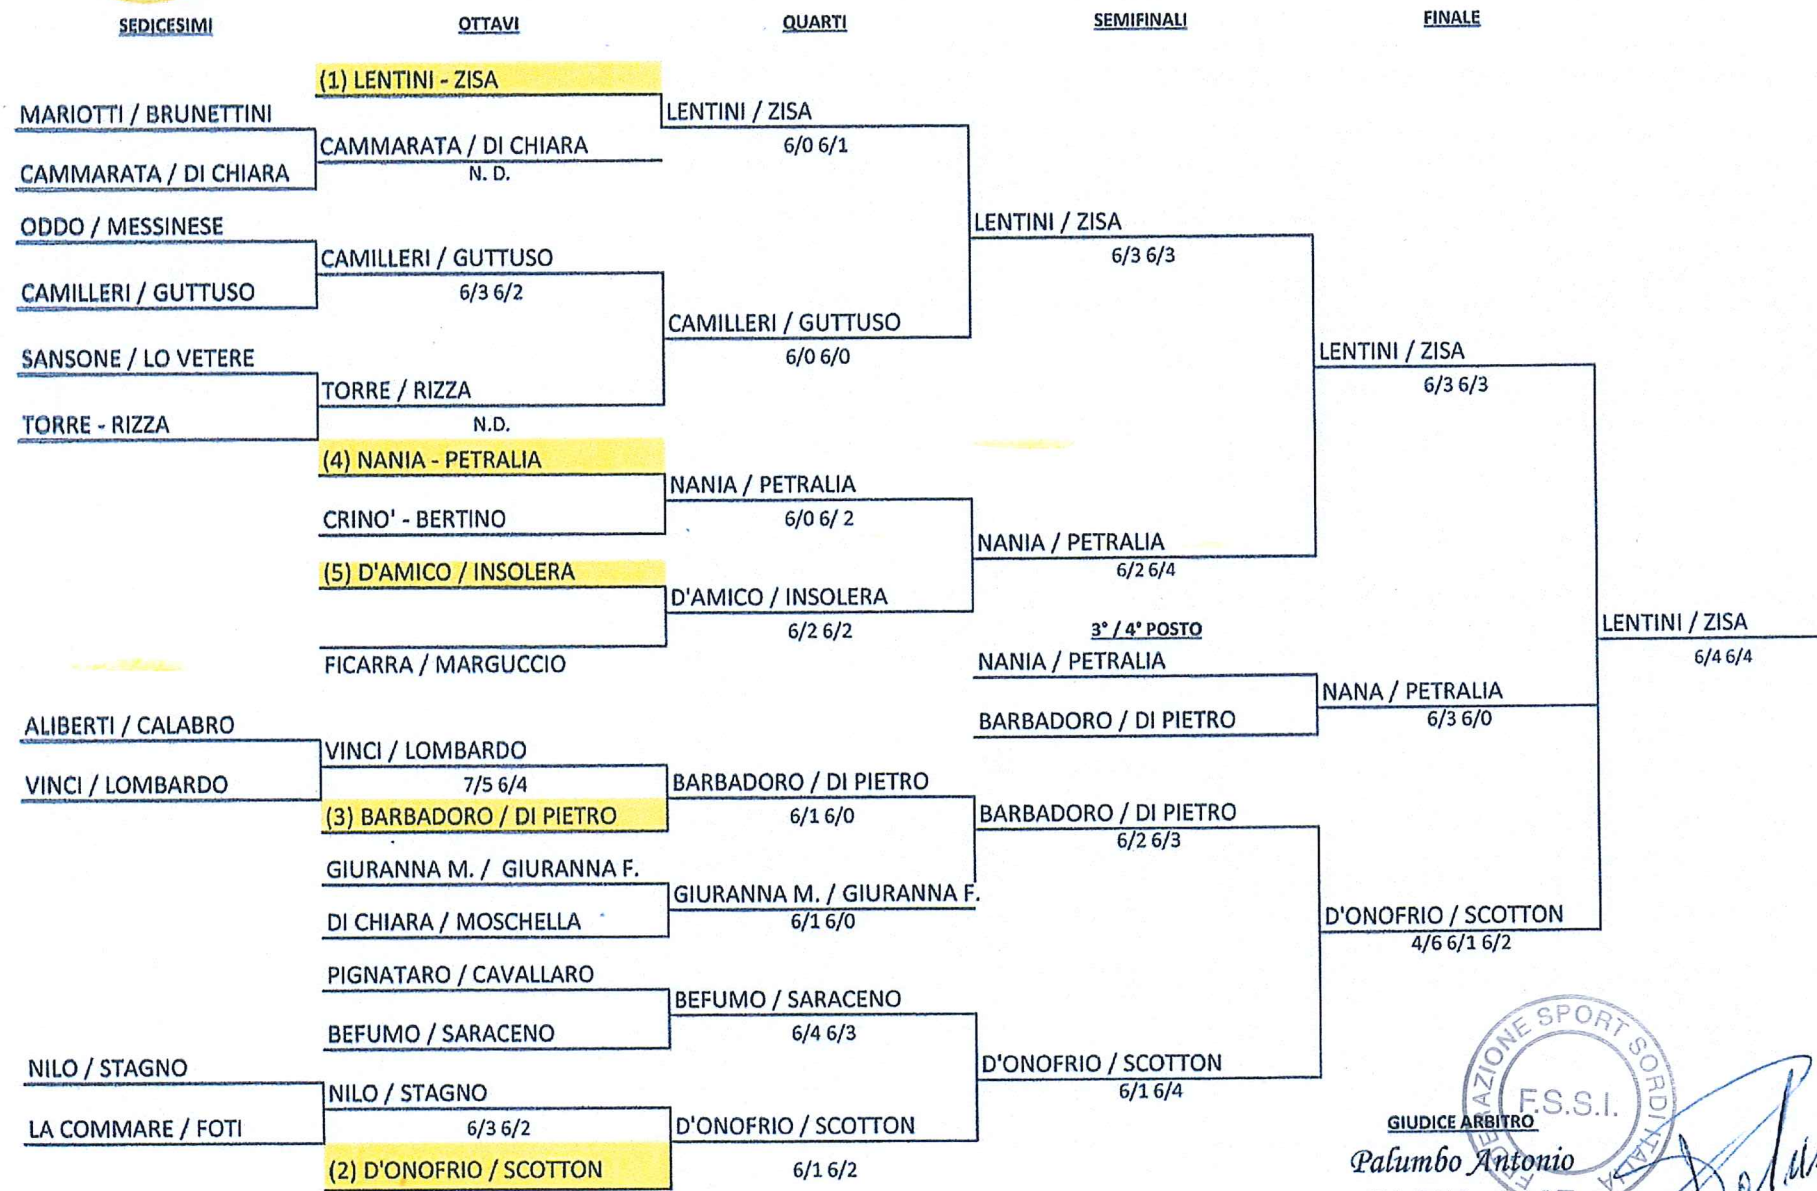 SEDICESIMI
OTTAVI
QUARTI
SEMIFINALI
FINALE
(1) LENTINI - ZISA
MARIOTTI / BRUNETTINI
LENTINI / ZISA
6/0 6/1
CAMMARATA / DI CHIARA
N. D.
CAMMARATA / DI CHIARA
ODDO / MESSINESE
LENTINI / ZISA
6/3 6/3
CAMILLERI / GUTTUSO
6/3 6/2
CAMILLERI / GUTTUSO
CAMILLERI / GUTTUSO
6/0 6/0
SANSONE / LO VETERE
LENTINI / ZISA
6/3 6/3
TORRE / RIZZA
N.D.
TORRE - RIZZA
(4) NANIA - PETRALIA
NANIA / PETRALIA
6/0 6/ 2
CRINO' - BERTINO
NANIA / PETRALIA
6/2 6/4
(5) D'AMICO / INSOLERA
D'AMICO / INSOLERA
6/2 6/2
LENTINI / ZISA
6/4 6/4
3° / 4° POSTO
FICARRA / MARGUCCIO
NANIA / PETRALIA
NANA / PETRALIA
6/3 6/0
BARBADORO / DI PIETRO
ALIBERTI / CALABRO
VINCI / LOMBARDO
7/5 6/4
VINCI / LOMBARDO
BARBADORO / DI PIETRO
6/1 6/0
(3) BARBADORO / DI PIETRO
BARBADORO / DI PIETRO
6/2 6/3
GIURANNA M. / GIURANNA F.
GIURANNA M. / GIURANNA F.
6/1 6/0
DI CHIARA / MOSCHELLA
D'ONOFRIO / SCOTTON
4/6 6/1 6/2
PIGNATARO / CAVALLARO
BEFUMO / SARACENO
6/4 6/3
BEFUMO / SARACENO
NILO / STAGNO
D'ONOFRIO / SCOTTON
6/1 6/4
NILO / STAGNO
6/3 6/2
LA COMMARE / FOTI
D'ONOFRIO / SCOTTON
6/1 6/2
(2) D'ONOFRIO / SCOTTON
GIUDICE ARBITRO
Palumbo Antonio
SPORT SORDI
F.S.S.I.